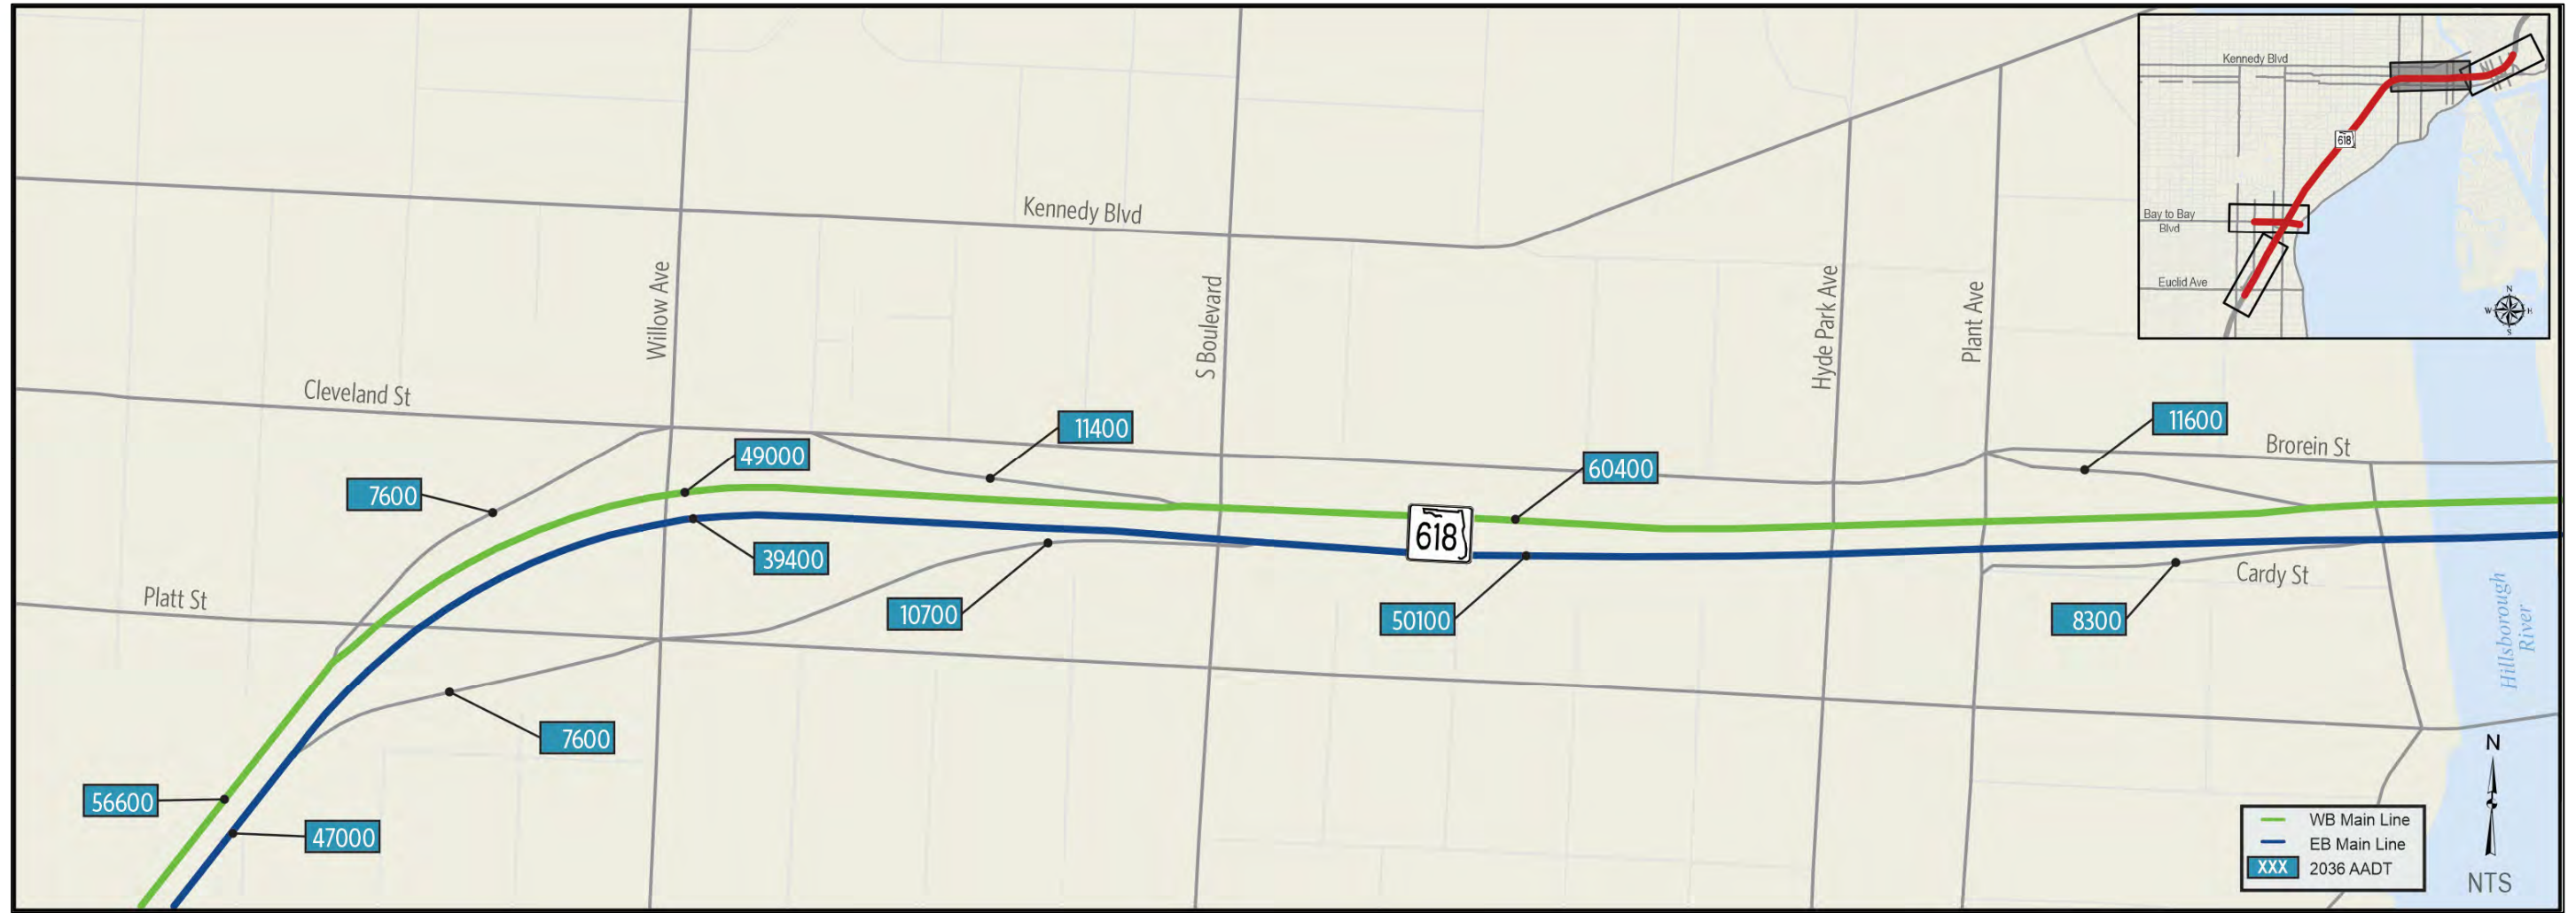 Kennedy Blvd
618
Bay to Bay
Blvd
Euclid Ave
N
W
E
S
Kennedy Blvd
Willow Ave
S Boulevard
Hyde Park Ave
Plant Ave
Cleveland St
11400
11600
49000
Brorein St
60400
7600
618
39400
Cardy St
Platt St
10700
50100
8300
Hillsborough
River
7600
N
56600
47000
WB Main Line
EB Main Line
XXX 2036 AADT
NTS